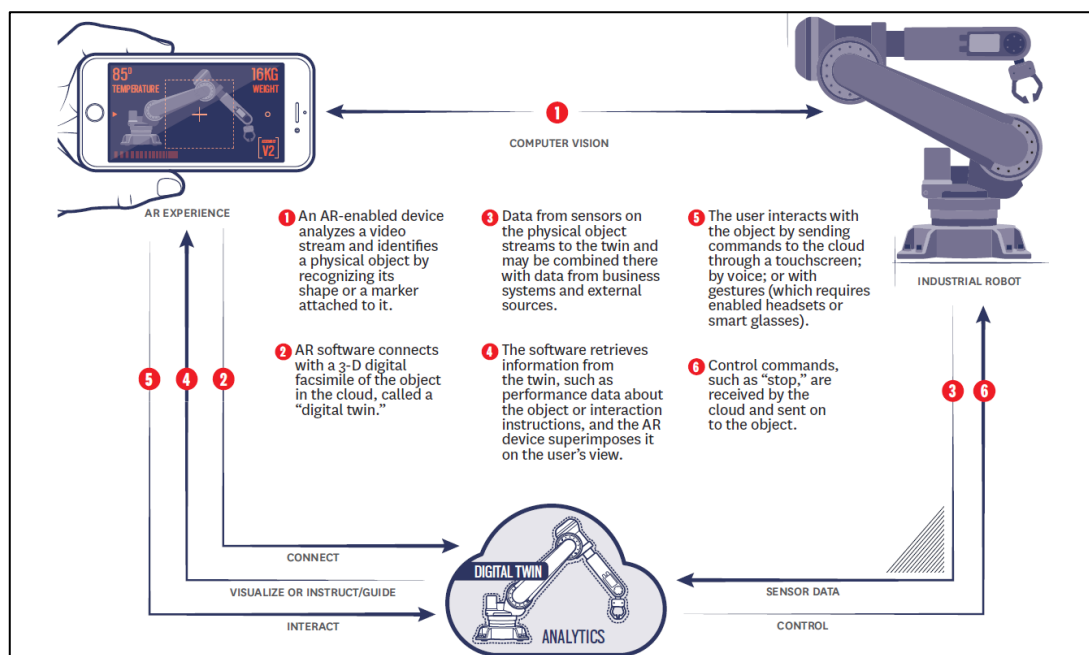 85°
TEMPERATURE
16KG
WEIGHT
V2
1
COMPUTER VISION
AR EXPERIENCE
INDUSTRIAL ROBOT
1 An AR-enabled device
analyzes a video
stream and identifies
a physical object by
recognizing its
shape or a marker
attached to it.
2 AR software connects
with a 3-D digital
facsimile of the object
in the cloud, called a
“digital twin.”
3 Data from sensors on
the physical object
streams to the twin and
may be combined there
with data from business
systems and external
sources.
4 The software retrieves
information from
the twin, such as
performance data about
the object or interaction
instructions, and the AR
device superimposes it
on the user’s view.
5 The user interacts with
the object by sending
commands to the cloud
through a touchscreen;
by voice; or with
gestures (which requires
enabled headsets or
smart glasses).
6 Control commands,
such as “stop,” are
received by the
cloud and sent on
to the object.
5 4 2
3 6
CONNECT
VISUALIZE OR INSTRUCT/GUIDE
INTERACT
DIGITAL TWIN
ANALYTICS
SENSOR DATA
CONTROL